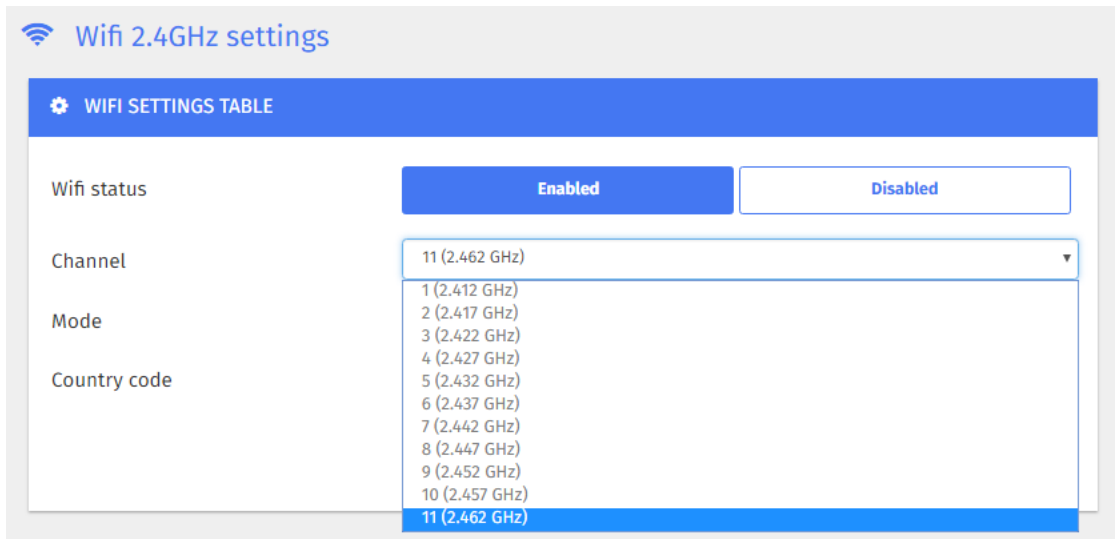 Wifi 2.4GHz settings
WIFI SETTINGS TABLE
Wifi status
Enabled
Disabled
Channel
11 (2.462 GHz)
1 (2.412 GHz)
2 (2.417 GHz)
3 (2.422 GHz)
4 (2.427 GHz)
5 (2.432 GHz)
6 (2.437 GHz)
7 (2.442 GHz)
8 (2.447 GHz)
9 (2.452 GHz)
10 (2.457 GHz)
11 (2.462 GHz)
Mode
Country code